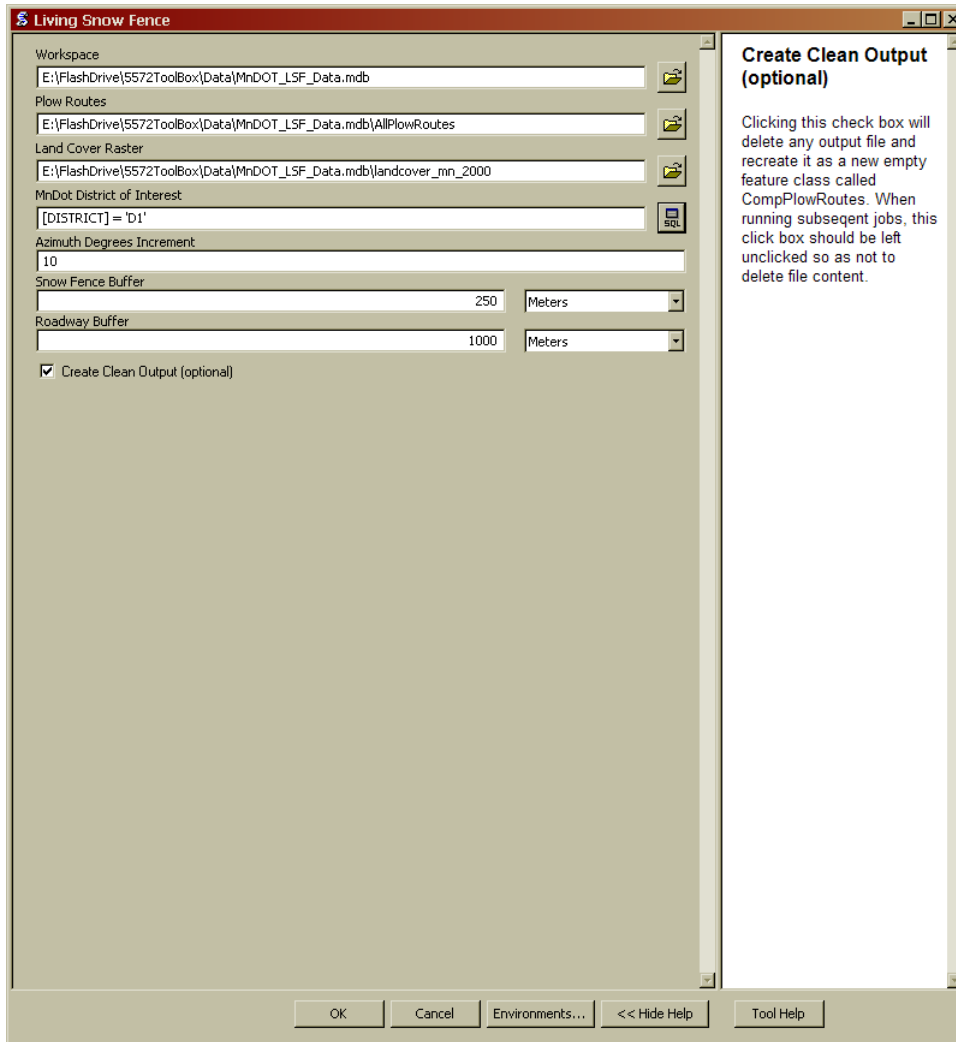 Living Snow Fence
Workspace
E:\FlashDrive\5572ToolBox\Data\MnDOT_LSF_Data.mdb
Plow Routes
E:\FlashDrive\5572ToolBox\Data\MnDOT_LSF_Data.mdb\AllPlowRoutes
Land Cover Raster
E:\FlashDrive\5572ToolBox\Data\MnDOT_LSF_Data.mdb\landcover_mn_2000
MnDot District of Interest
[DISTRICT] = 'D1'
SQL
Azimuth Degrees Increment
10
Snow Fence Buffer
250 Meters
Roadway Buffer
1000 Meters
Create Clean Output (optional)
OK Cancel Environments... << Hide Help Tool Help
Create Clean Output
(optional)
Clicking this check box will
delete any output file and
recreate it as a new empty
feature class called
CompPlowRoutes. When
running subseqent jobs, this
click box should be left
unclicked so as not to
delete file content.